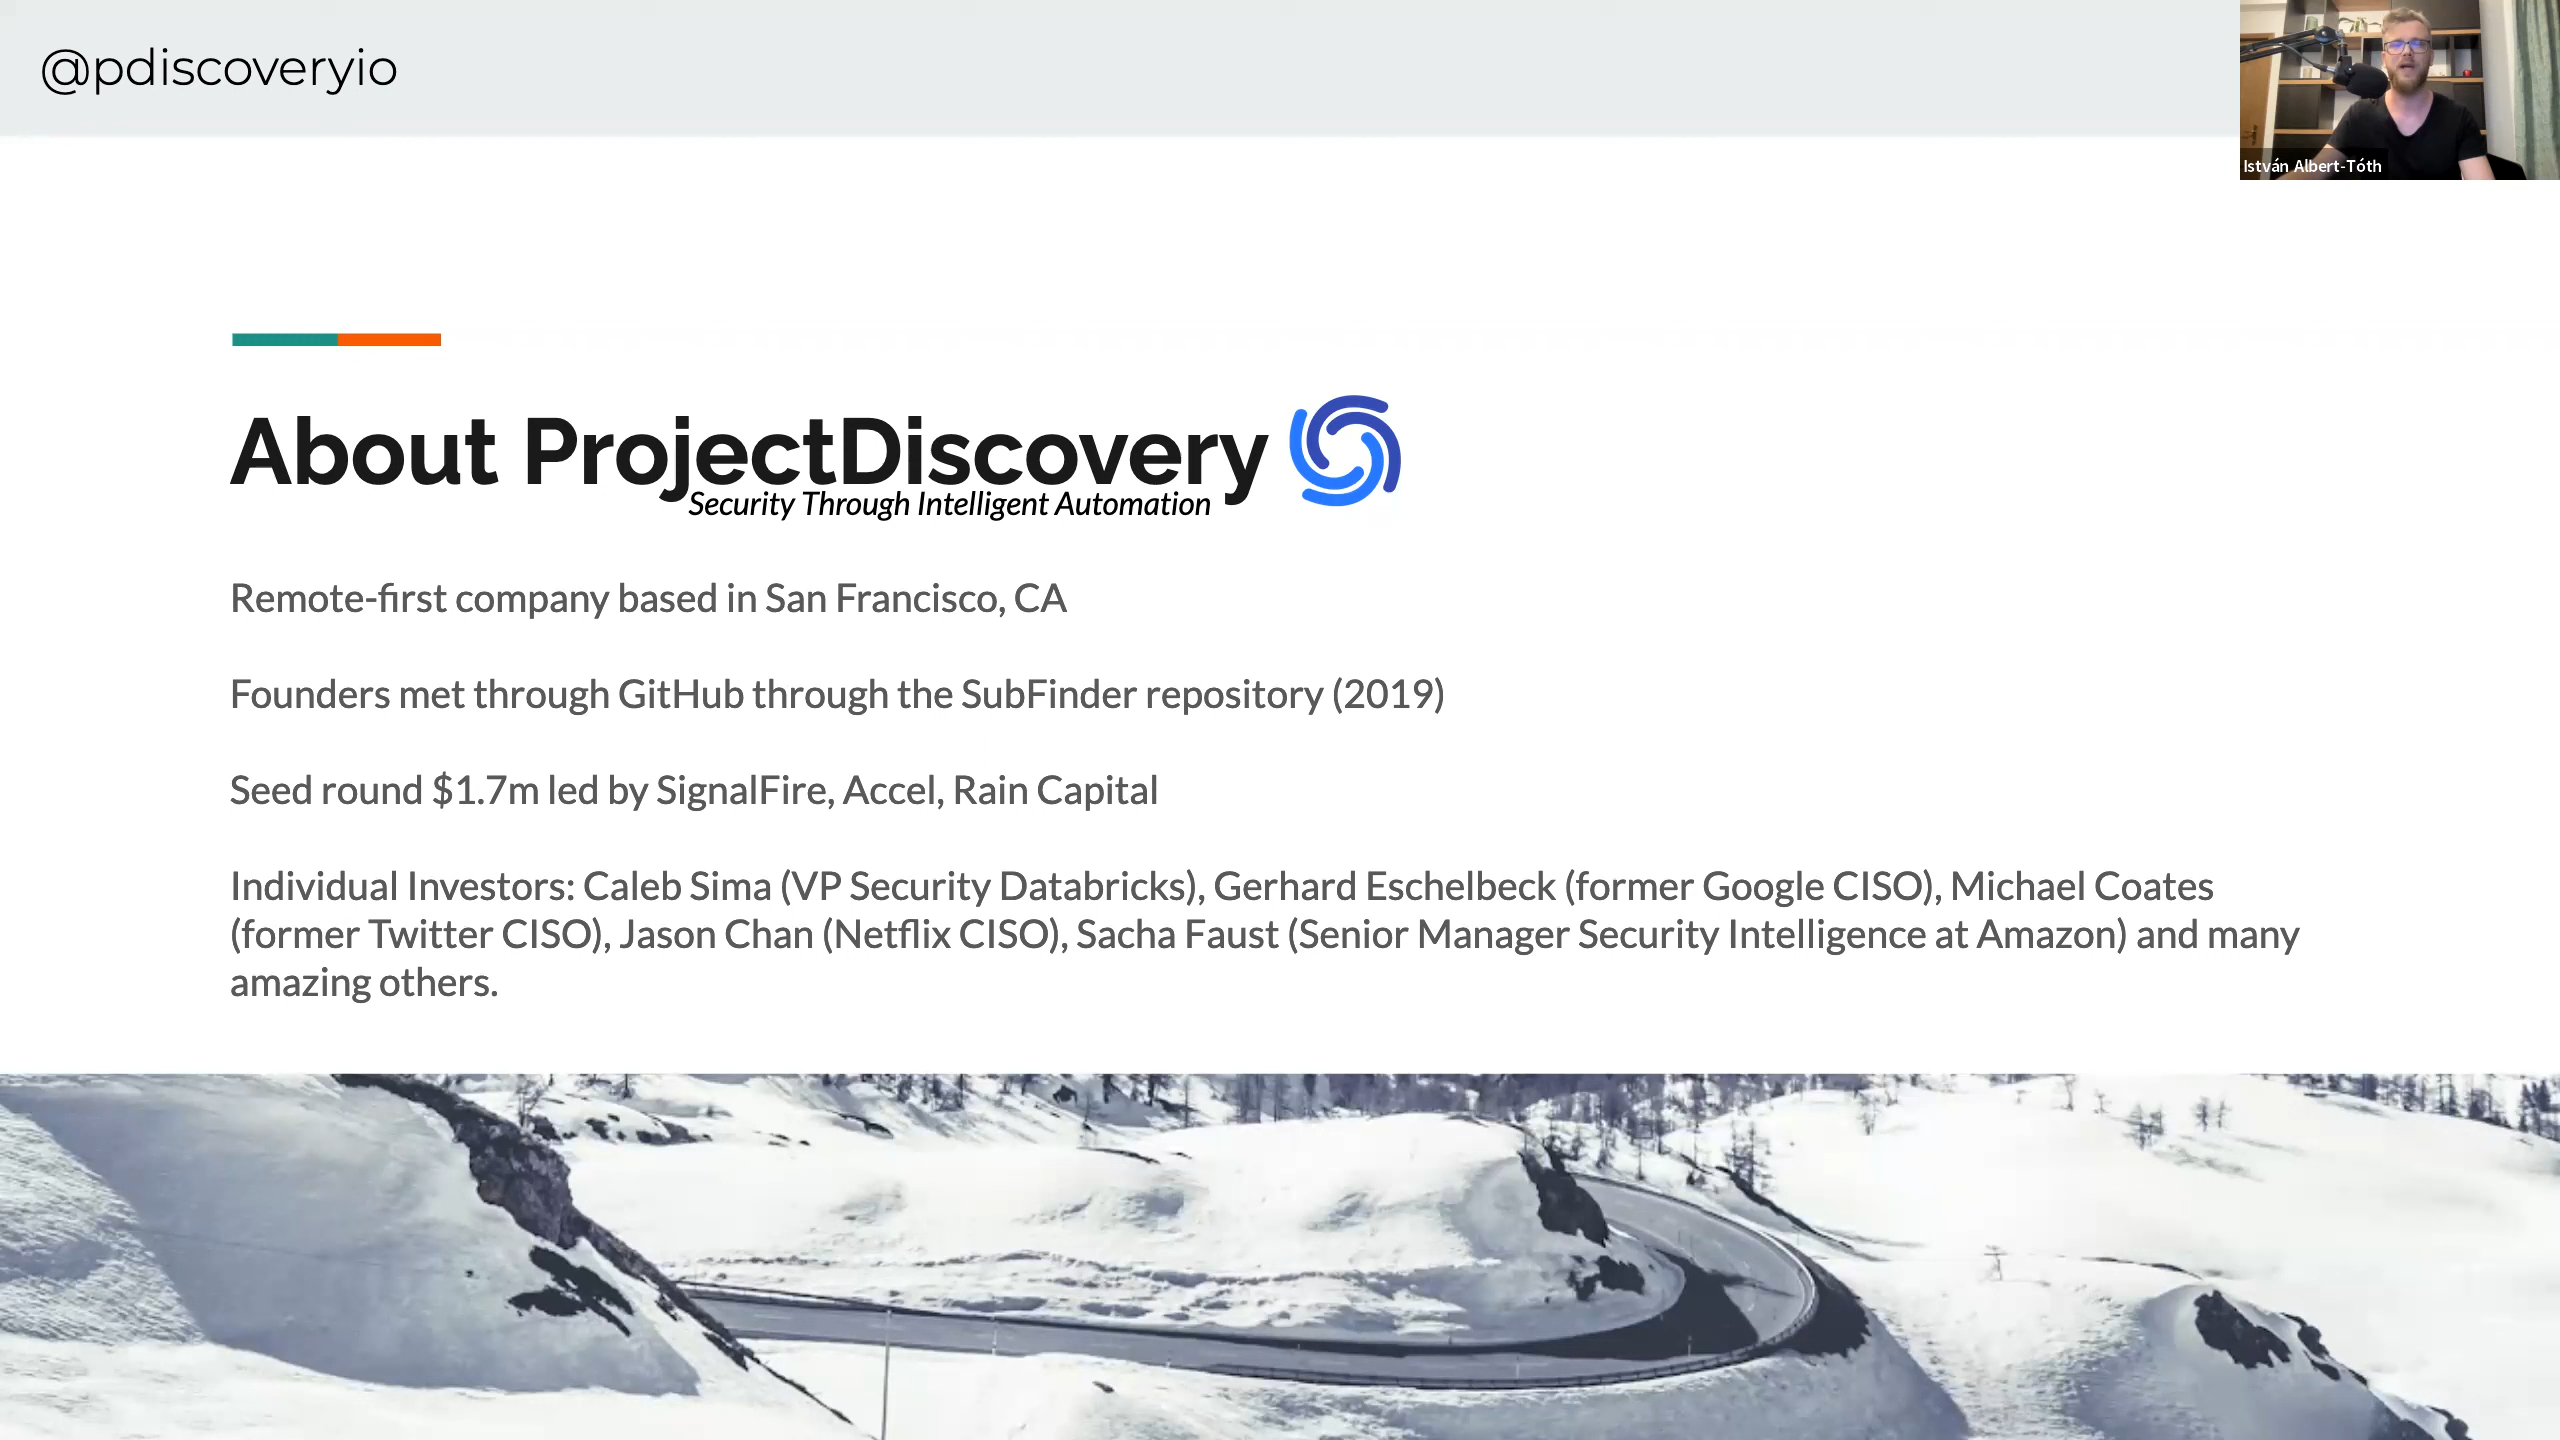 @pdiscoveryio
István Albert-Tóth
About ProjectDiscovery
Security Through Intelligent Automation
Remote-first company based in San Francisco, CA
Founders met through GitHub through the SubFinder repository (2019)
Seed round $1.7m led by SignalFire, Accel, Rain Capital
Individual Investors: Caleb Sima (VP Security Databricks), Gerhard Eschelbeck (former Google CISO), Michael Coates
(former Twitter CISO), Jason Chan (Netflix CISO), Sacha Faust (Senior Manager Security Intelligence at Amazon) and many
amazing others.